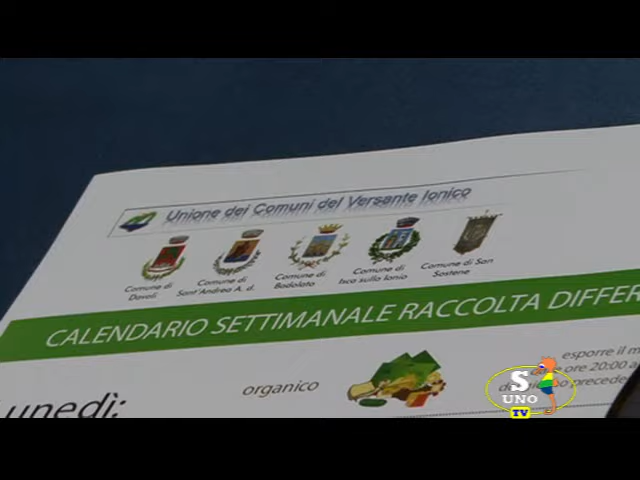 Unione dei Comuni del Versante Ionico
Comune di
Davoli
Comune di
Sant'Andrea A. d.
Comune di
Badolato
Comune di
Isca sullo Ionio
Comune di San
Sostene
CALENDARIO SETTIMANALE RACCOLTA DIFFER
Lunedì:
organico
esporre il m
ore 20:00 a
precede
S
UNO
TV